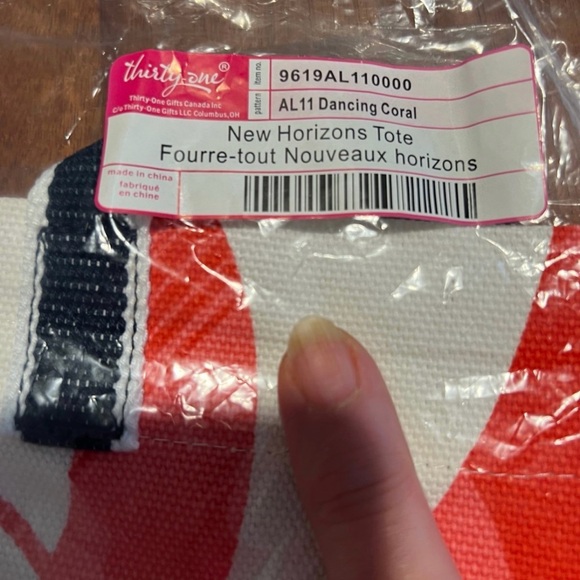 thirty-one®
Thirty-One Gifts Canada Inc
C/o Thirty-One Gifts LLC Columbus,OH
item no.
9619AL110000
pattern
AL11 Dancing Coral
New Horizons Tote
Fourre-tout Nouveaux horizons
made in china
fabriqué
en chine